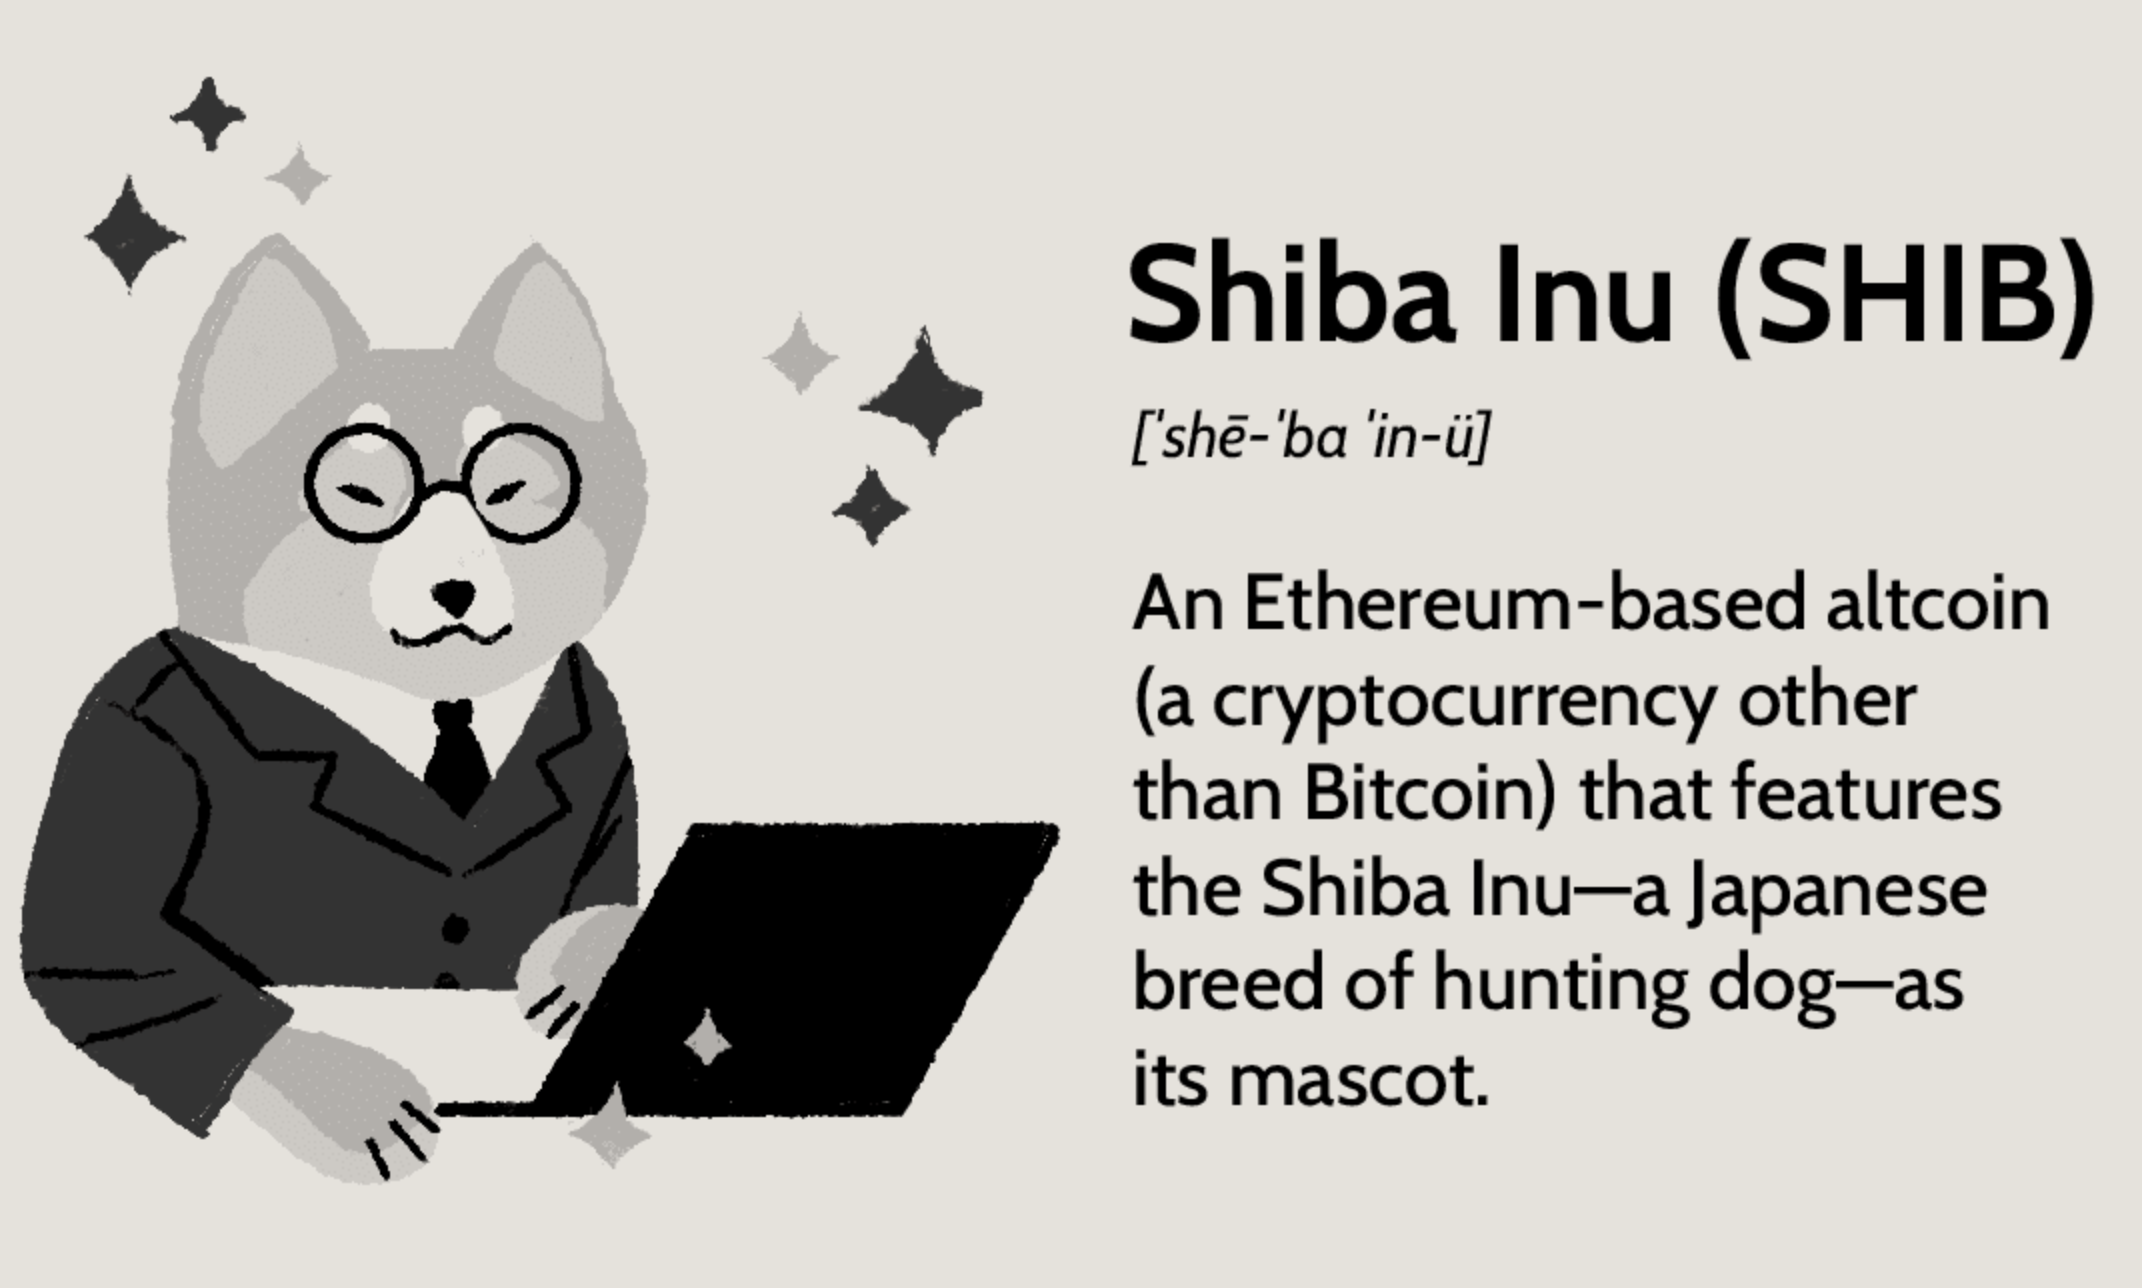 Shiba Inu (SHIB)
[ˈshē-ˈba ˈin-ü]
An Ethereum-based altcoin
(a cryptocurrency other
than Bitcoin) that features
the Shiba Inu—a Japanese
breed of hunting dog—as
its mascot.